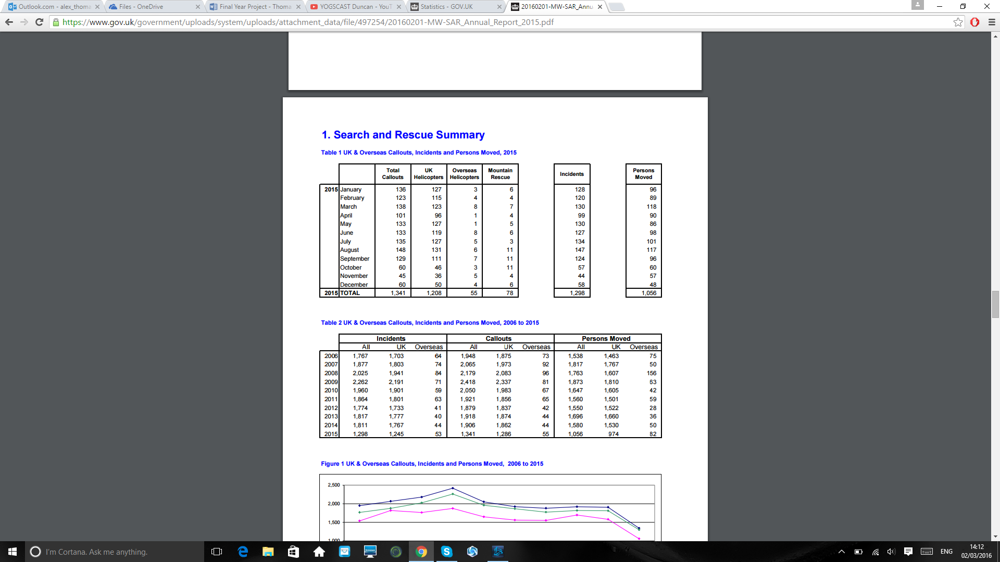 Outlook.com - alex_thoma
Files - OneDrive
Final Year Project - Thoma
YOGSCAST Duncan - YouT
Statistics - GOV.UK
20160201-MW-SAR_Annu
https://www.gov.uk/government/uploads/system/uploads/attachment_data/file/497254/20160201-MW-SAR_Annual_Report_2015.pdf
1. Search and Rescue Summary
Table 1 UK & Overseas Callouts, Incidents and Persons Moved, 2015
Total Callouts UK Helicopters Overseas Helicopters Mountain Rescue Incidents Persons Moved
2015 January 136 127 3 6 128 96
February 123 115 4 4 120 89
March 138 123 8 7 130 118
April 101 96 1 4 99 90
May 133 127 1 5 130 86
June 133 119 8 6 127 98
July 135 127 5 3 134 101
August 148 131 6 11 147 117
September 129 111 7 11 124 96
October 60 46 3 11 57 60
November 45 36 5 4 44 57
December 60 50 4 6 58 48
2015 TOTAL 1,341 1,208 55 78 1,298 1,056
Table 2 UK & Overseas Callouts, Incidents and Persons Moved, 2006 to 2015
Incidents Callouts Persons Moved
All UK Overseas All UK Overseas All UK Overseas
2006 1,767 1,703 64 1,948 1,875 73 1,538 1,463 75
2007 1,877 1,803 74 2,065 1,973 92 1,817 1,767 50
2008 2,025 1,941 84 2,179 2,083 96 1,763 1,607 156
2009 2,262 2,191 71 2,418 2,337 81 1,873 1,810 63
2010 1,960 1,901 59 2,050 1,983 67 1,647 1,605 42
2011 1,864 1,801 63 1,921 1,856 65 1,560 1,501 59
2012 1,774 1,733 41 1,879 1,837 42 1,550 1,522 28
2013 1,817 1,777 40 1,918 1,874 44 1,696 1,660 36
2014 1,811 1,767 44 1,906 1,862 44 1,580 1,530 50
2015 1,298 1,245 53 1,341 1,286 55 1,056 974 82
Figure 1 UK & Overseas Callouts, Incidents and Persons Moved, 2006 to 2015
2,500
2,000
1,500
1,000
I'm Cortana. Ask me anything.
ENG
14:12
02/03/2016